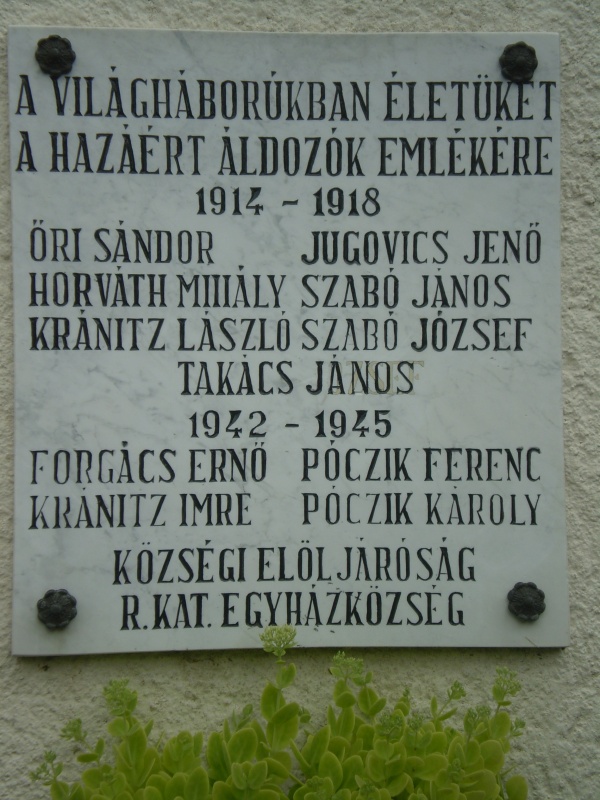 A VILÁGHÁBORÚKBAN ÉLETÜKET
A HAZÁÉRT ÁLDOZÓK EMLÉKÉRE
1914 - 1918
ŐRI SÁNDOR JUGOVICS JENŐ
HORVÁTH MIHÁLY SZABÓ JÁNOS
KRÁNITZ LÁSZLÓ SZABÓ JÓZSEF
TAKÁCS JÁNOS
1942 - 1945
FORGÁCS ERNŐ PÓCZIK FERENC
KRÁNITZ IMRE PÓCZIK KÁROLY
KÖZSÉGI ELÖLJÁRÓSÁG
R.KAT. EGYHÁZKÖZSÉG